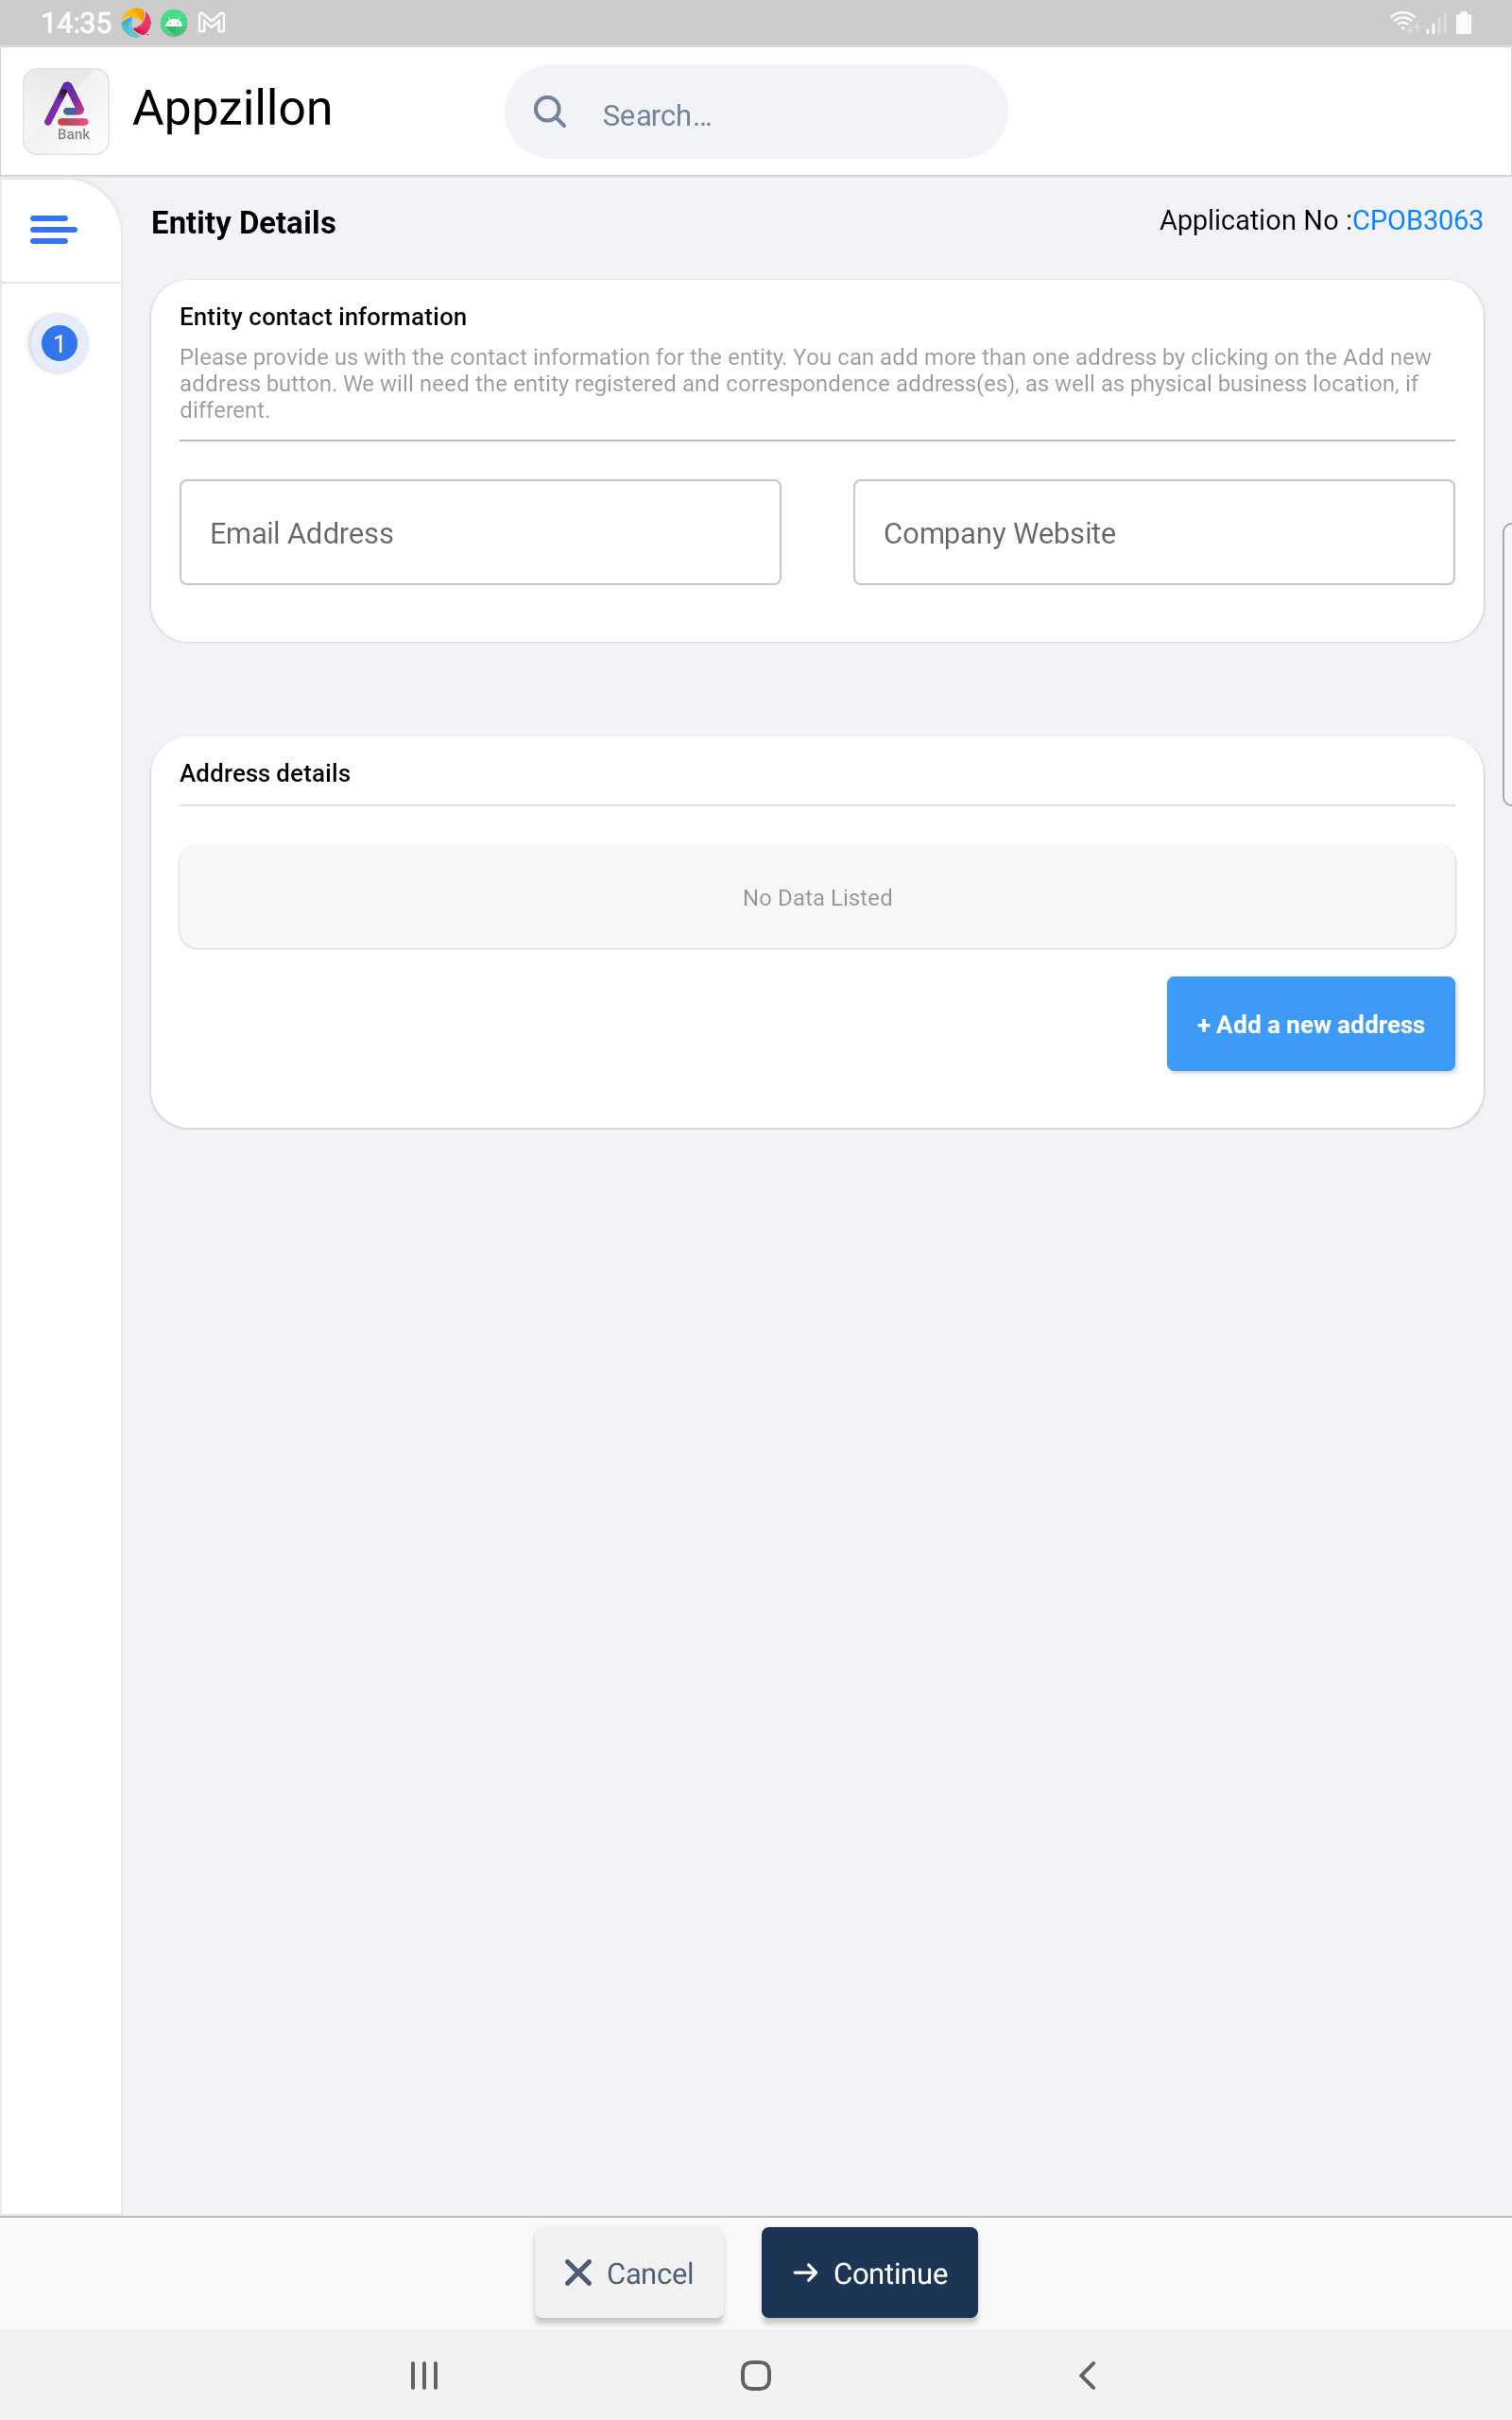 14:35
Bank
Appzillon
Search...
Entity Details
Application No :CPOB3063
1
Entity contact information
Please provide us with the contact information for the entity. You can add more than one address by clicking on the Add new
address button. We will need the entity registered and correspondence address(es), as well as physical business location, if
different.
Email Address
Company Website
Address details
No Data Listed
+ Add a new address
Cancel
Continue